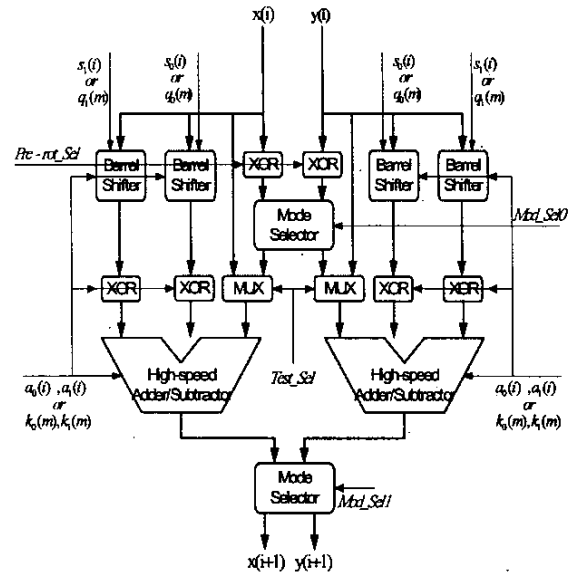 x(i) y(i)
s₁(i) or q₁(m)
s₀(i) or q₀(m)
s₀(i) or q₀(m)
s₁(i) or q₁(m)
Pre - rot_Sel
Barrel Shifter
Barrel Shifter
XOR
XOR
Barrel Shifter
Barrel Shifter
Mode Selector
Mod_Sel0
XOR
XOR
MUX
MUX
XOR
XOR
High-speed Adder/Subtractor
Test_Sel
High-speed Adder/Subtractor
a₀(i) , a₁(i) or k₀(m), k₁(m)
a₀(i) , a₁(i) or k₀(m), k₁(m)
Mode Selector
Mod_Sel1
x(i+1) y(i+1)